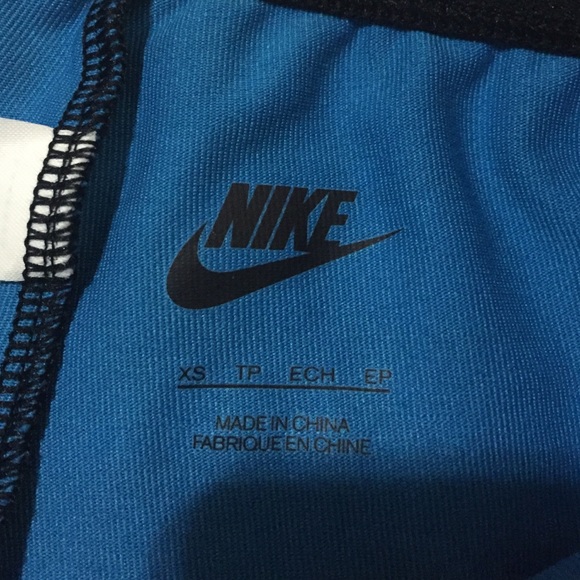 NIKE
XS TP ECH EP
MADE IN CHINA
FABRIQUE EN CHINE